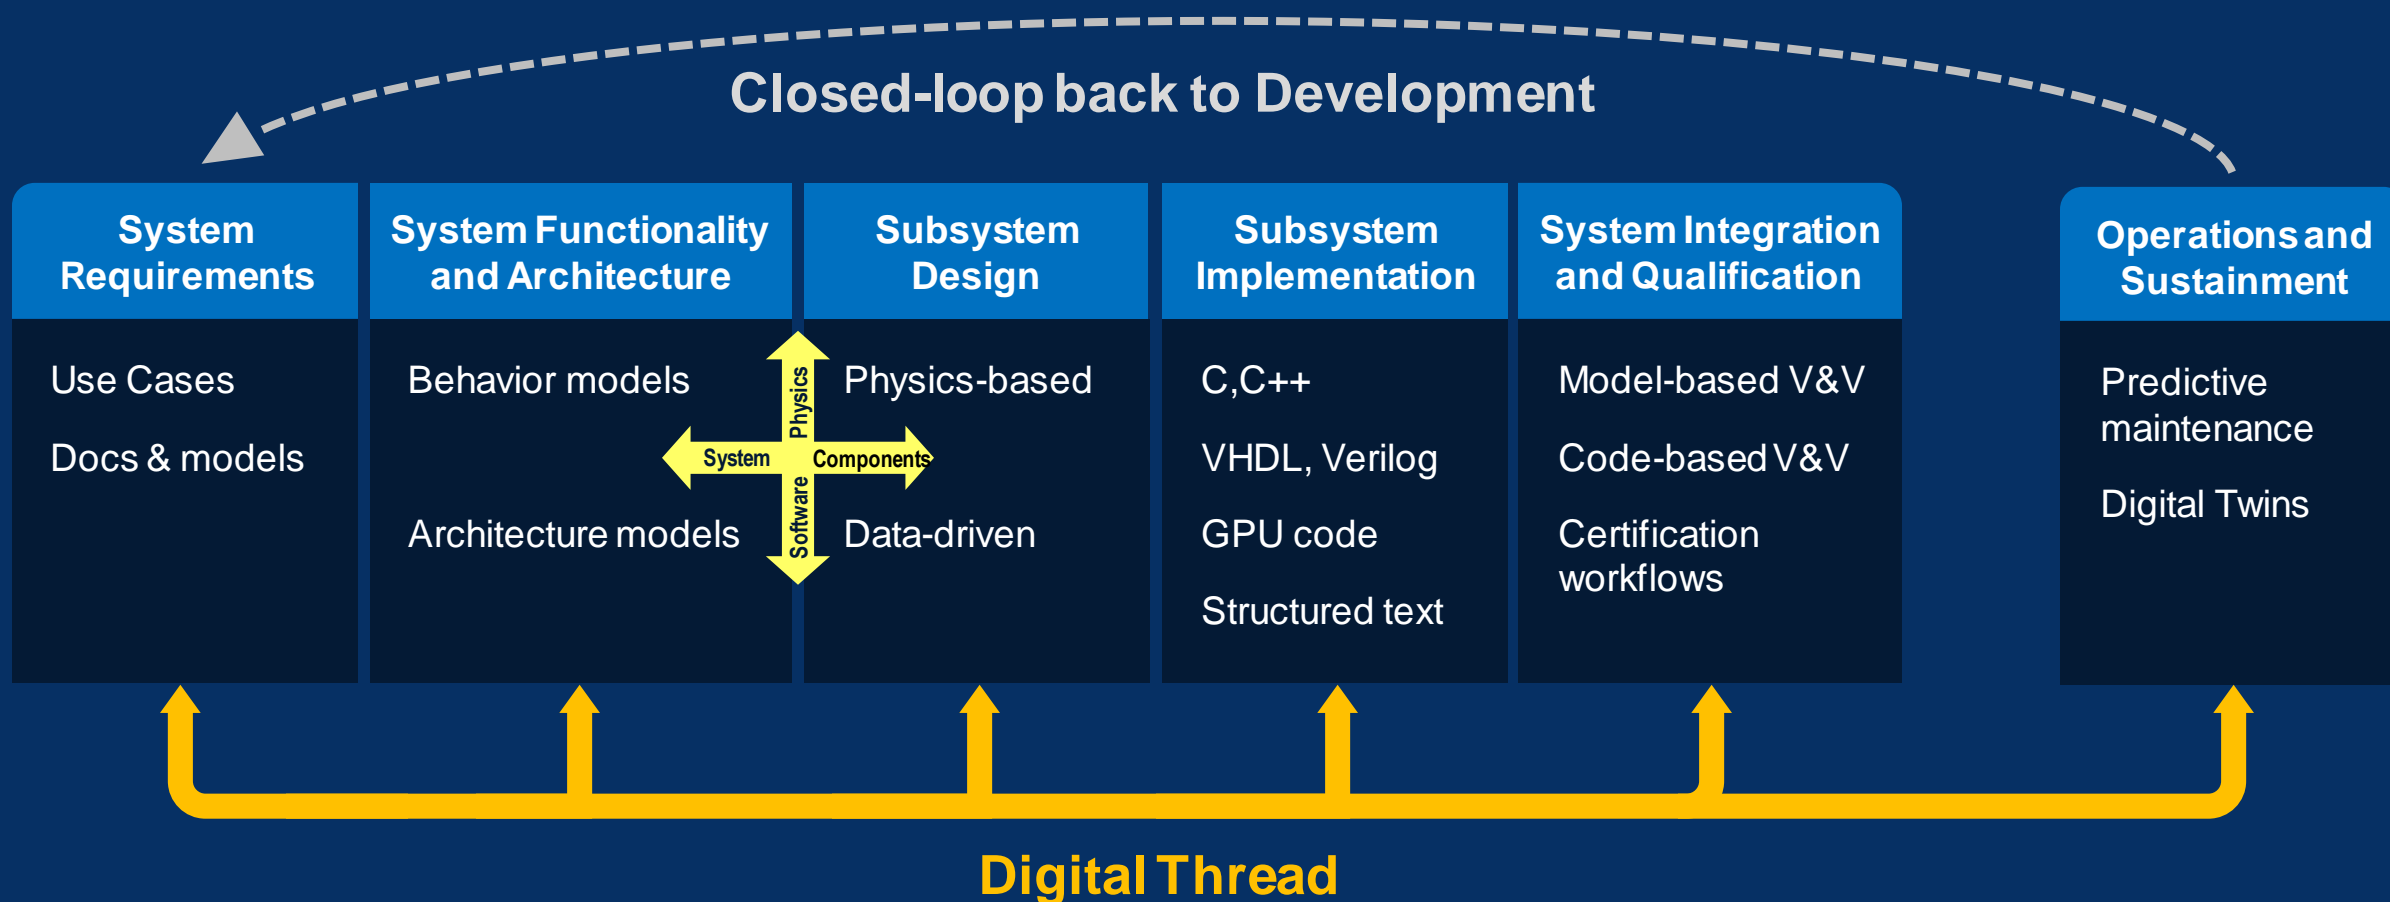 Closed-loop back to Development
System
Requirements
Use Cases
Docs & models
System Functionality
and Architecture
Behavior models
Architecture models
Physics
System
Components
Software
Subsystem
Design
Physics-based
Data-driven
Subsystem
Implementation
C,C++
VHDL, Verilog
GPU code
Structured text
System Integration
and Qualification
Model-based V&V
Code-based V&V
Certification
workflows
Operations and
Sustainment
Predictive
maintenance
Digital Twins
Digital Thread